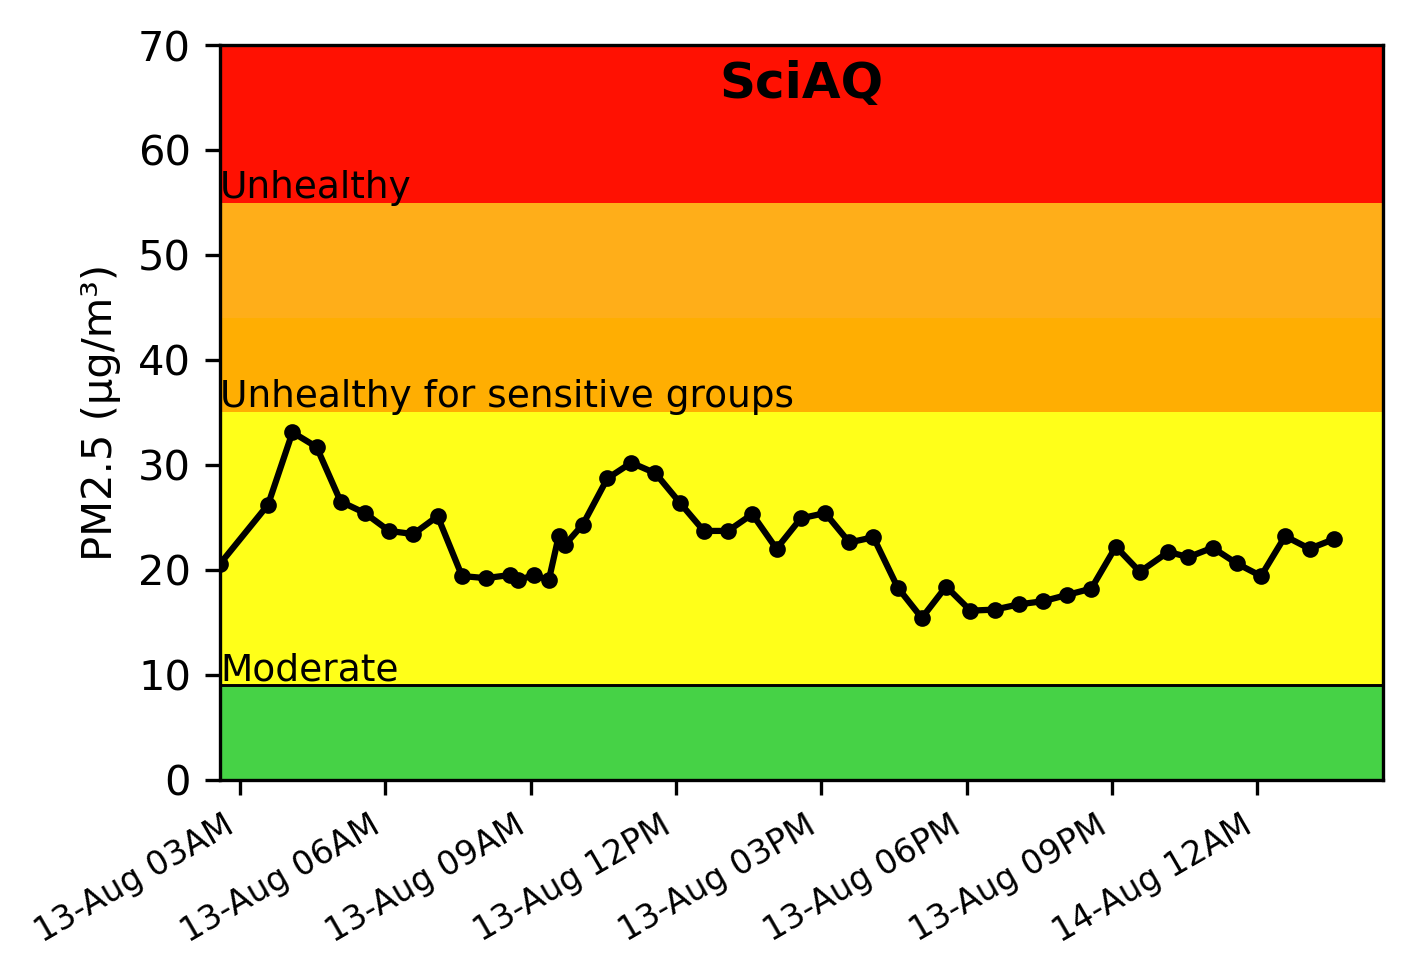 SciAQ
70
60
50
40
30
20
10
0
PM2.5 (µg/m³)
Unhealthy
Unhealthy for sensitive groups
Moderate
13-Aug 03AM
13-Aug 06AM
13-Aug 09AM
13-Aug 12PM
13-Aug 03PM
13-Aug 06PM
13-Aug 09PM
14-Aug 12AM